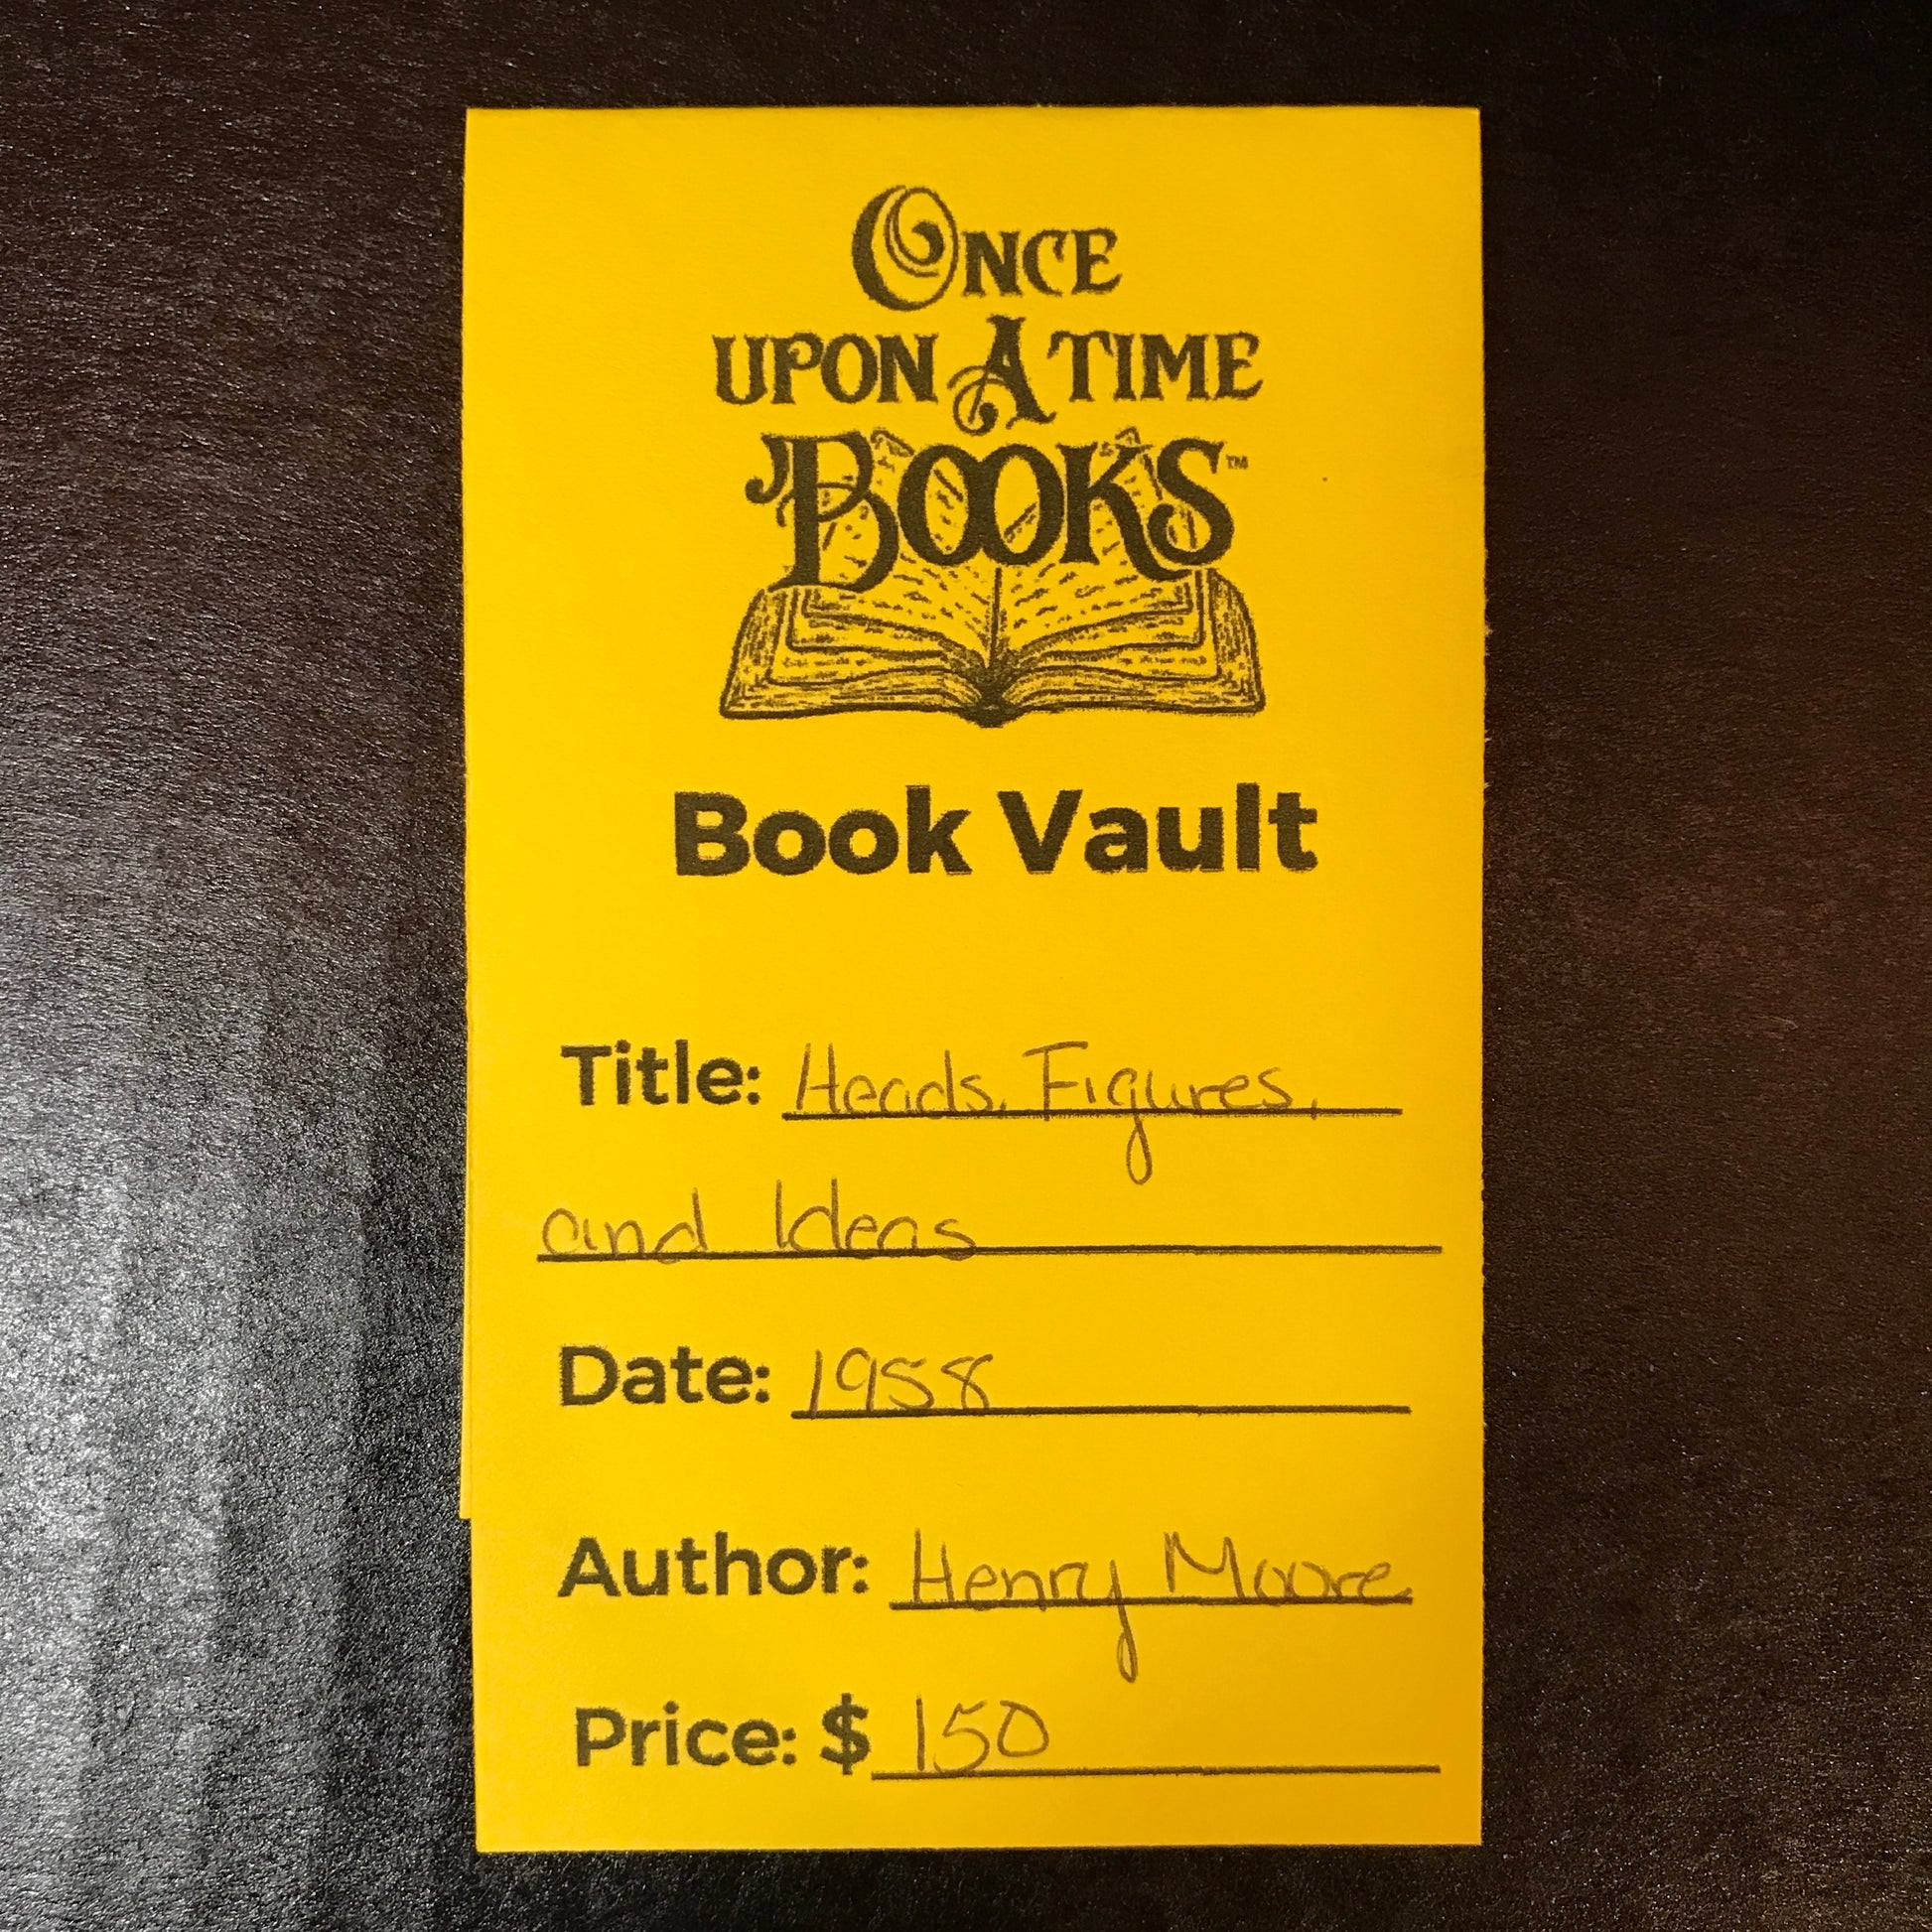 ONCE
UPON A TIME
BOOKS™
Book Vault
Title: Heads, Figures,
and Ideas
Date: 1958
Author: Henry Moore
Price: $ 150